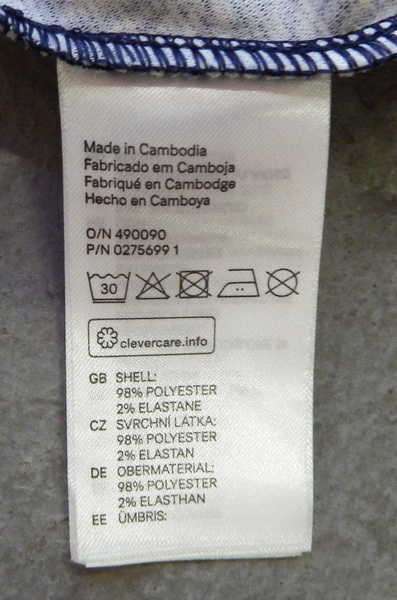 Made in Cambodia
Fabricado em Camboja
Fabriqué en Cambodge
Hecho en Camboya
O/N 490090
P/N 0275699 1
30
clevercare.info
GB SHELL:
98% POLYESTER
2% ELASTANE
CZ SVRCHNÍ LÁTKA:
98% POLYESTER
2% ELASTAN
DE OBERMATERIAL:
98% POLYESTER
2% ELASTHAN
EE ÜMBRIS: